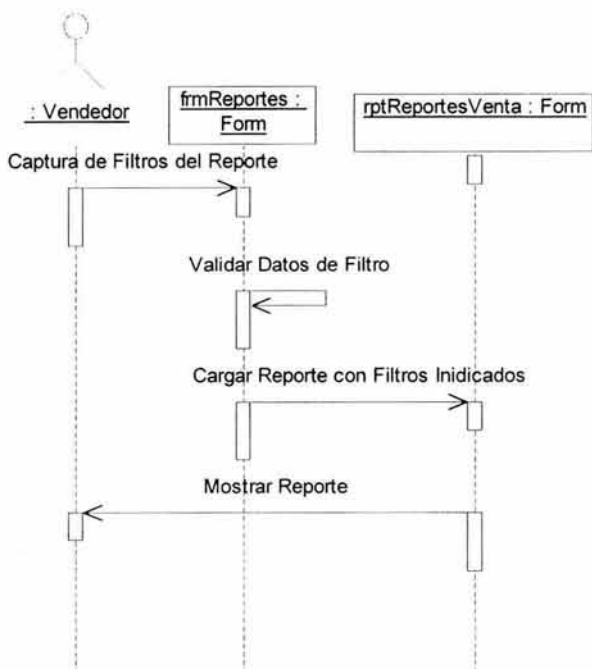 : Vendedor
frmReportes :
Form
rptReportesVenta : Form
Captura de Filtros del Reporte
Validar Datos de Filtro
Cargar Reporte con Filtros Inidicados
Mostrar Reporte